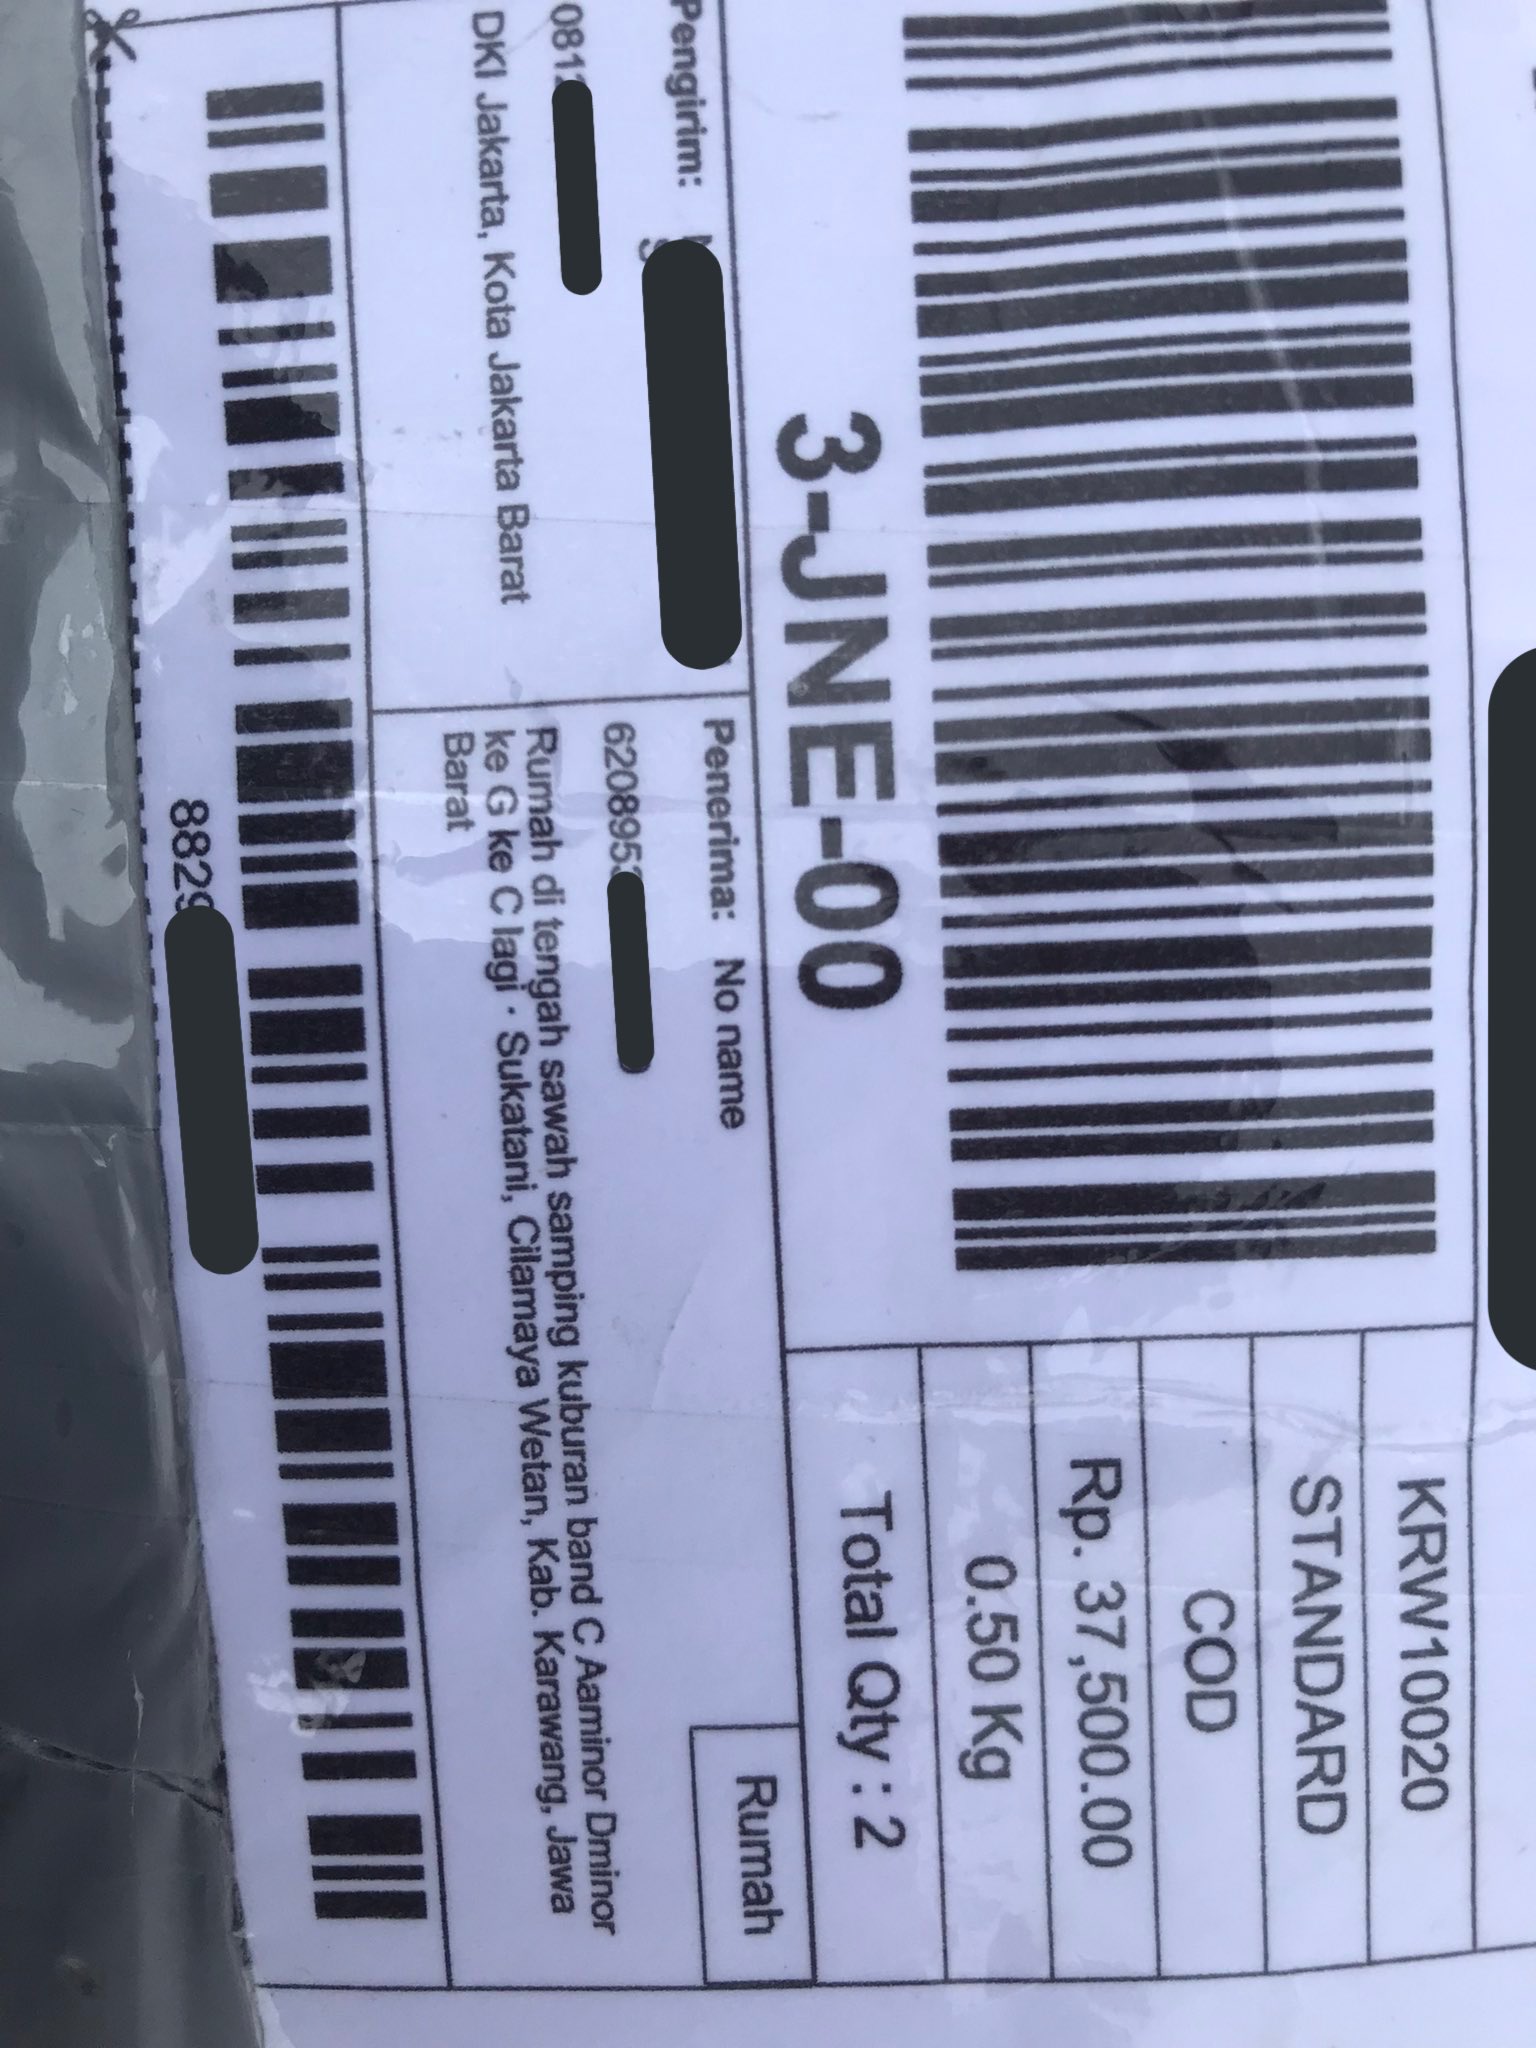 KRW10020
STANDARD
COD
Rp. 37,500.00
0.50 Kg
Total Qty : 2
3-JNE-00
Pengirim:
081
DKI Jakarta, Kota Jakarta Barat
Penerima: No name
Rumah
620895
Rumah di tengah sawah samping kuburan band C Aaminor Dminor
ke G ke C lagi · Sukatani, Cilamaya Wetan, Kab. Karawang, Jawa
Barat
8829